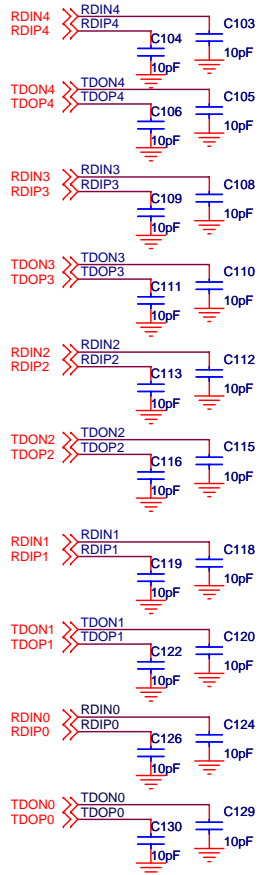 RDIN4 RDIN4 C103
RDIP4 RDIP4 C104
10pF
10pF
TDON4 TDON4 C105
TDOP4 TDOP4 C106
10pF
10pF
RDIN3 RDIN3 C108
RDIP3 RDIP3 C109
10pF
10pF
TDON3 TDON3 C110
TDOP3 TDOP3 C111
10pF
10pF
RDIN2 RDIN2 C112
RDIP2 RDIP2 C113
10pF
10pF
TDON2 TDON2 C115
TDOP2 TDOP2 C116
10pF
10pF
RDIN1 RDIN1 C118
RDIP1 RDIP1 C119
10pF
10pF
TDON1 TDON1 C120
TDOP1 TDOP1 C122
10pF
10pF
RDIN0 RDIN0 C124
RDIP0 RDIP0 C126
10pF
10pF
TDON0 TDON0 C129
TDOP0 TDOP0 C130
10pF
10pF